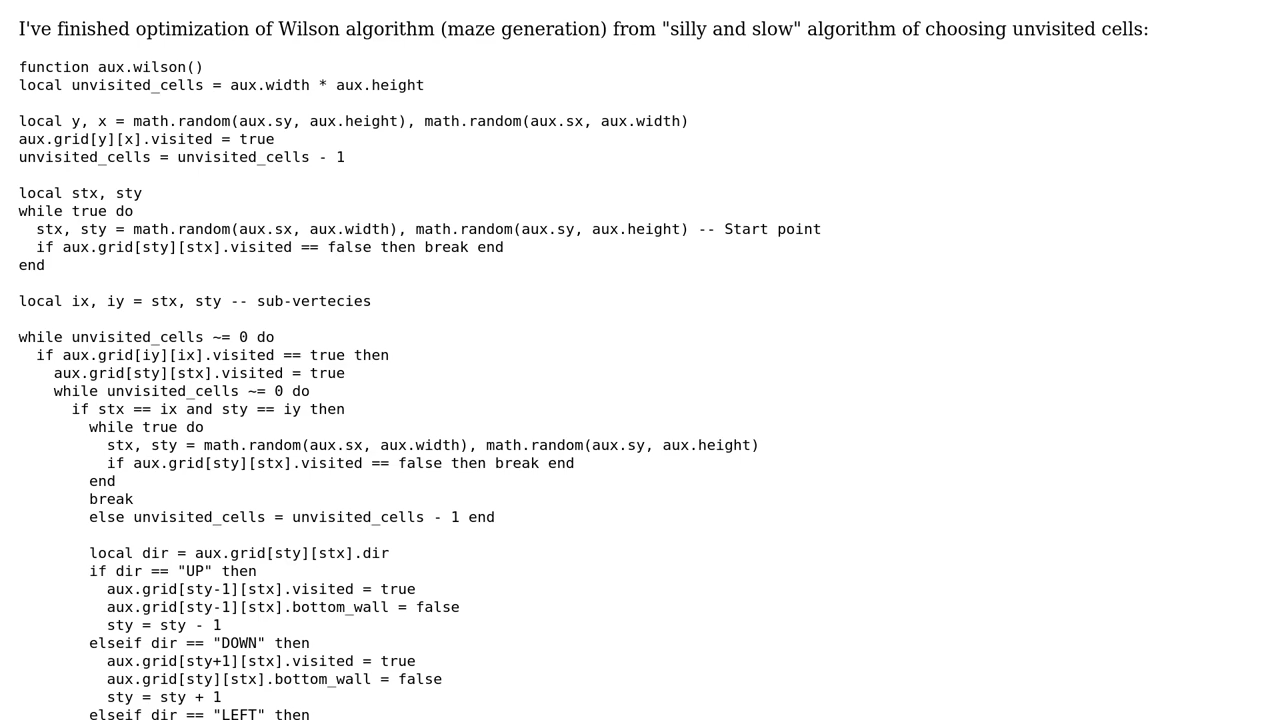 I've finished optimization of Wilson algorithm (maze generation) from "silly and slow" algorithm of choosing unvisited cells:
function aux.wilson()
local unvisited_cells = aux.width * aux.height
local y, x = math.random(aux.sy, aux.height), math.random(aux.sx, aux.width)
aux.grid[y][x].visited = true
unvisited_cells = unvisited_cells - 1
local stx, sty
while true do
stx, sty = math.random(aux.sx, aux.width), math.random(aux.sy, aux.height) -- Start point
if aux.grid[sty][stx].visited == false then break end
end
local ix, iy = stx, sty -- sub-vertecies
while unvisited_cells ~= 0 do
if aux.grid[iy][ix].visited == true then
aux.grid[sty][stx].visited = true
while unvisited_cells ~= 0 do
if stx == ix and sty == iy then
while true do
stx, sty = math.random(aux.sx, aux.width), math.random(aux.sy, aux.height)
if aux.grid[sty][stx].visited == false then break end
end
break
else unvisited_cells = unvisited_cells - 1 end
local dir = aux.grid[sty][stx].dir
if dir == "UP" then
aux.grid[sty-1][stx].visited = true
aux.grid[sty-1][stx].bottom_wall = false
sty = sty - 1
elseif dir == "DOWN" then
aux.grid[sty+1][stx].visited = true
aux.grid[sty][stx].bottom_wall = false
sty = sty + 1
elseif dir == "LEFT" then